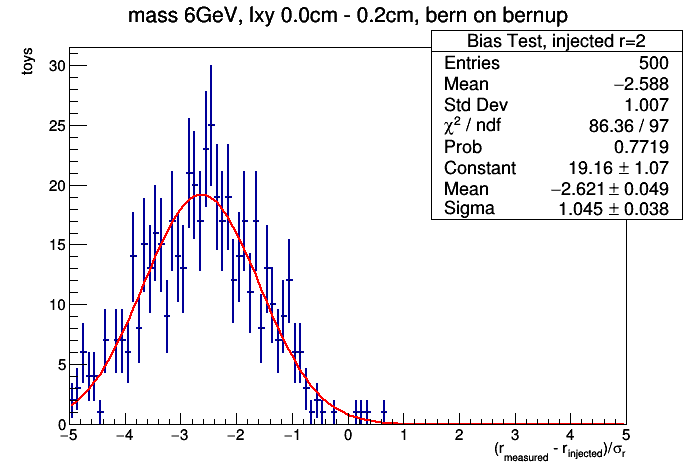 mass 6GeV, lxy 0.0cm - 0.2cm, bern on bernup
toys
Bias Test, injected r=2
Entries 500
Mean −2.588
Std Dev 1.007
χ² / ndf 86.36 / 97
Prob 0.7719
Constant 19.16 ± 1.07
Mean −2.621 ± 0.049
Sigma 1.045 ± 0.038
30
25
20
15
10
5
0
−5 −4 −3 −2 −1 0 1 2 3 4 5
(r_measured - r_injected)/σ_r